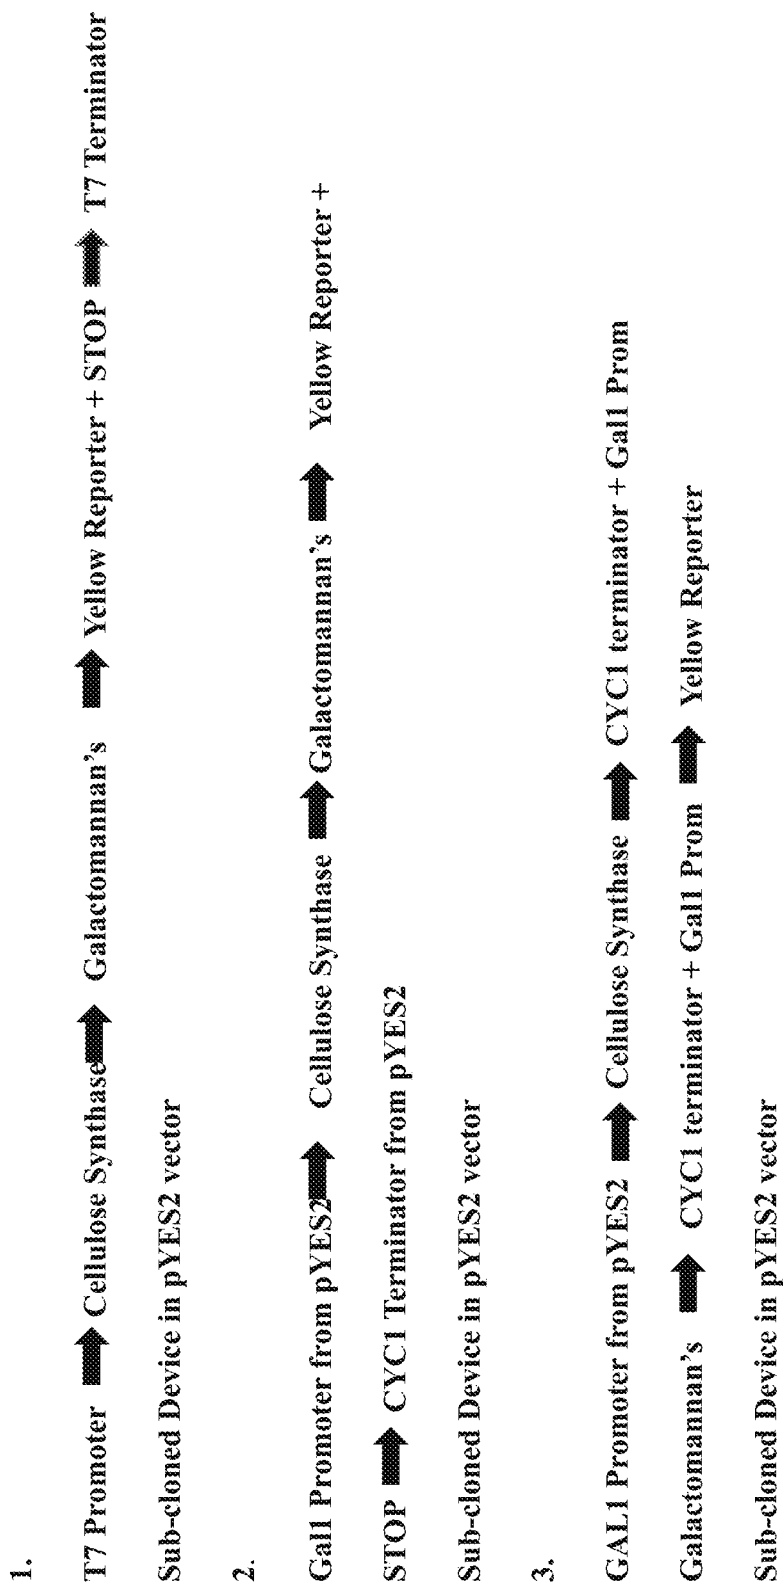 1.
T7 Promoter Cellulose Synthase Galactomannan's Yellow Reporter + STOP T7 Terminator
Sub-cloned Device in pYES2 vector
2.
Gal1 Promoter from pYES2 Cellulose Synthase Galactomannan's Yellow Reporter +
STOP CYC1 Terminator from pYES2
Sub-cloned Device in pYES2 vector
3.
GAL1 Promoter from pYES2 Cellulose Synthase CYC1 terminator + Gal1 Prom
Galactomannan's CYC1 terminator + Gal1 Prom Yellow Reporter
Sub-cloned Device in pYES2 vector